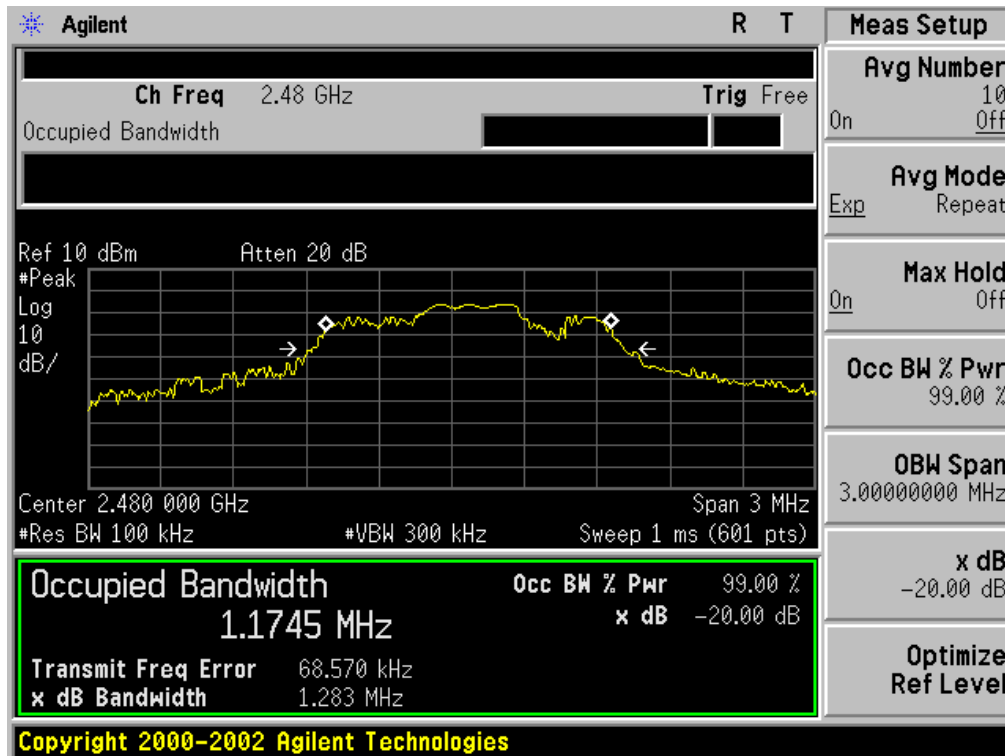 Agilent R T
Ch Freq 2.48 GHz Trig Free
Occupied Bandwidth
Ref 10 dBm Atten 20 dB
#Peak
Log
10
dB/
Center 2.480 000 GHz Span 3 MHz
#Res BW 100 kHz #VBW 300 kHz Sweep 1 ms (601 pts)
Occupied Bandwidth Occ BW % Pwr 99.00 %
1.1745 MHz x dB -20.00 dB
Transmit Freq Error 68.570 kHz
x dB Bandwidth 1.283 MHz
Copyright 2000-2002 Agilent Technologies
Meas Setup
Avg Number
10
On Off
Avg Mode
Exp Repeat
Max Hold
On Off
Occ BW % Pwr
99.00 %
OBW Span
3.00000000 MHz
x dB
-20.00 dB
Optimize
Ref Level